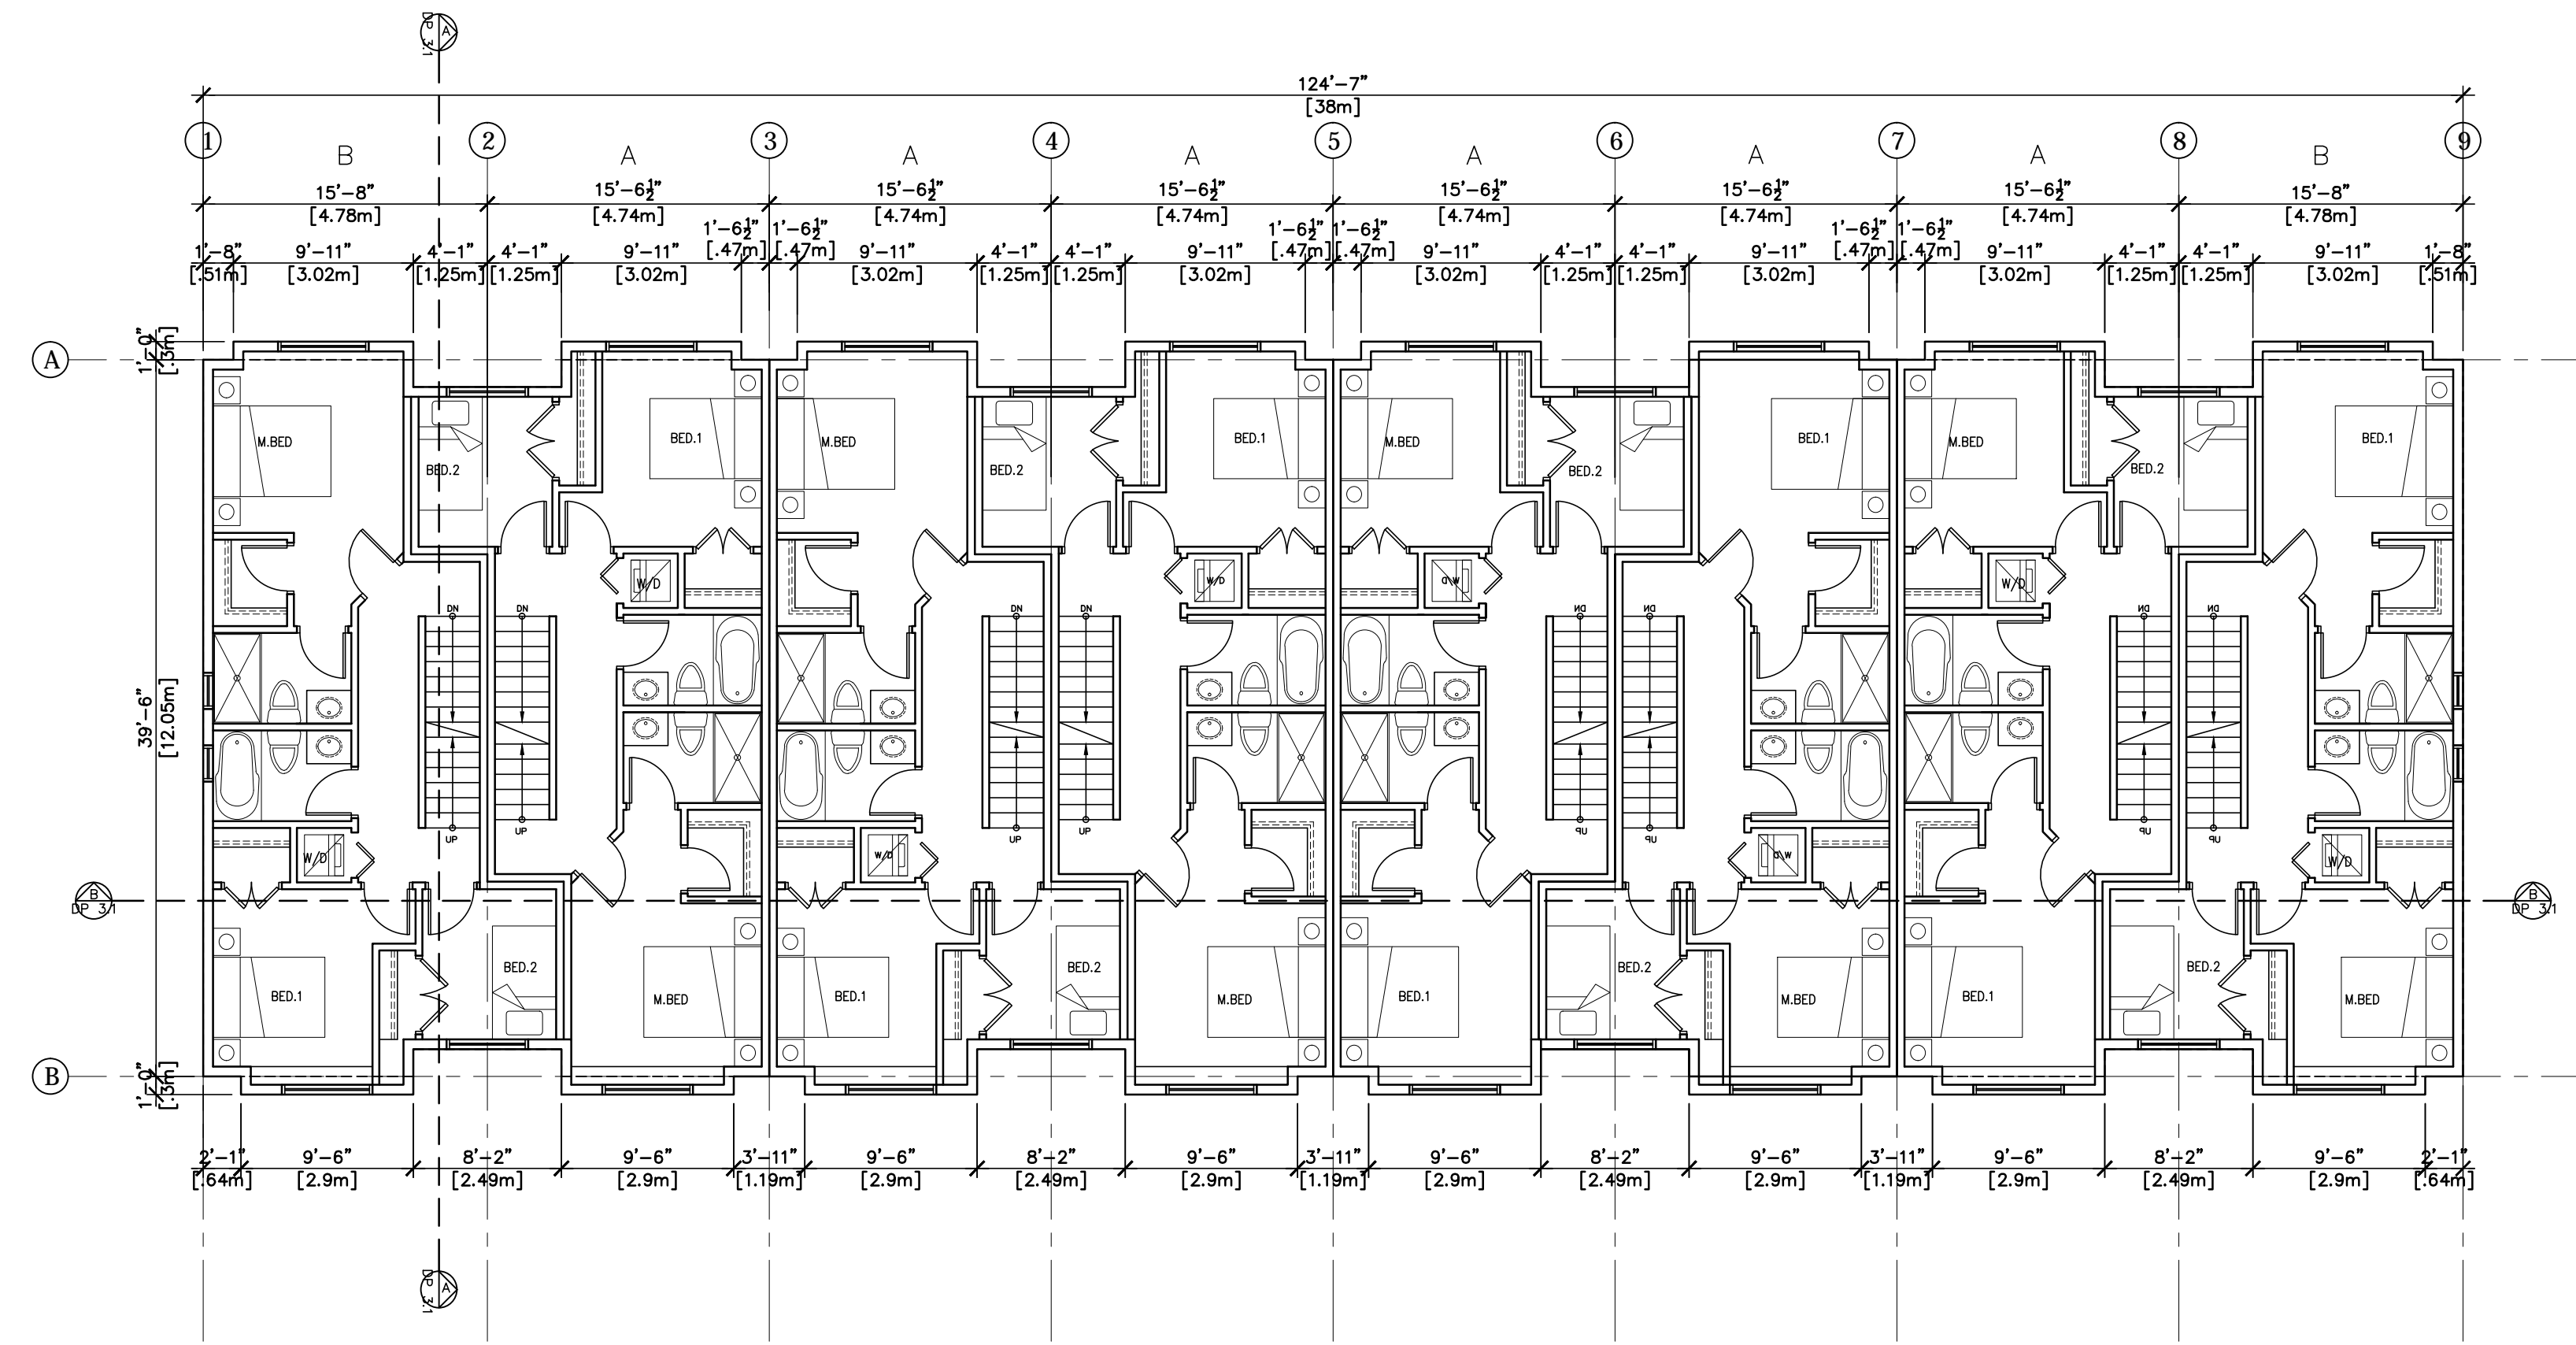 DP 3.1 A
124'-7"
[38m]
1 2 3 4 5 6 7 8 9
B A A A A A A B
15'-8" 15'-6½" 15'-6½" 15'-6½" 15'-6½" 15'-6½" 15'-6½" 15'-8"
[4.78m] [4.74m] [4.74m] [4.74m] [4.74m] [4.74m] [4.74m] [4.78m]
1'-6½" 1'-6½" 1'-6½" 1'-6½" 1'-6½" 1'-6½"
[.47m] [.47m] [.47m] [.47m] [.47m] [.47m]
1'-8" 9'-11" 4'-1" 4'-1" 9'-11" 9'-11" 4'-1" 4'-1" 9'-11" 9'-11" 4'-1" 4'-1" 9'-11" 9'-11" 4'-1" 4'-1" 9'-11" 1'-8"
[.51m] [3.02m] [1.25m] [1.25m] [3.02m] [3.02m] [1.25m] [1.25m] [3.02m] [3.02m] [1.25m] [1.25m] [3.02m] [3.02m] [1.25m] [1.25m] [3.02m] [.51m]
A
1'-0"
[.3m]
M.BED BED.1 M.BED BED.1 M.BED BED.1 M.BED BED.1
BED.2 BED.2 BED.2 BED.2
W/D W/D W/D W/D
DN DN DN DN DN DN DN DN
39'-6"
[12.05m]
UP UP UP UP UP UP UP UP
W/D W/D W/D W/D
B
DP 3.1
B
DP 3.1
BED.2 BED.2 BED.2 BED.2
BED.1 M.BED BED.1 M.BED BED.1 M.BED BED.1 M.BED
B
1'-0"
[.3m]
2'-1" 9'-6" 8'-2" 9'-6" 3'-11" 9'-6" 8'-2" 9'-6" 3'-11" 9'-6" 8'-2" 9'-6" 3'-11" 9'-6" 8'-2" 9'-6" 2'-1"
[.64m] [2.9m] [2.49m] [2.9m] [1.19m] [2.9m] [2.49m] [2.9m] [1.19m] [2.9m] [2.49m] [2.9m] [1.19m] [2.9m] [2.49m] [2.9m] [.64m]
DP 3.1 A